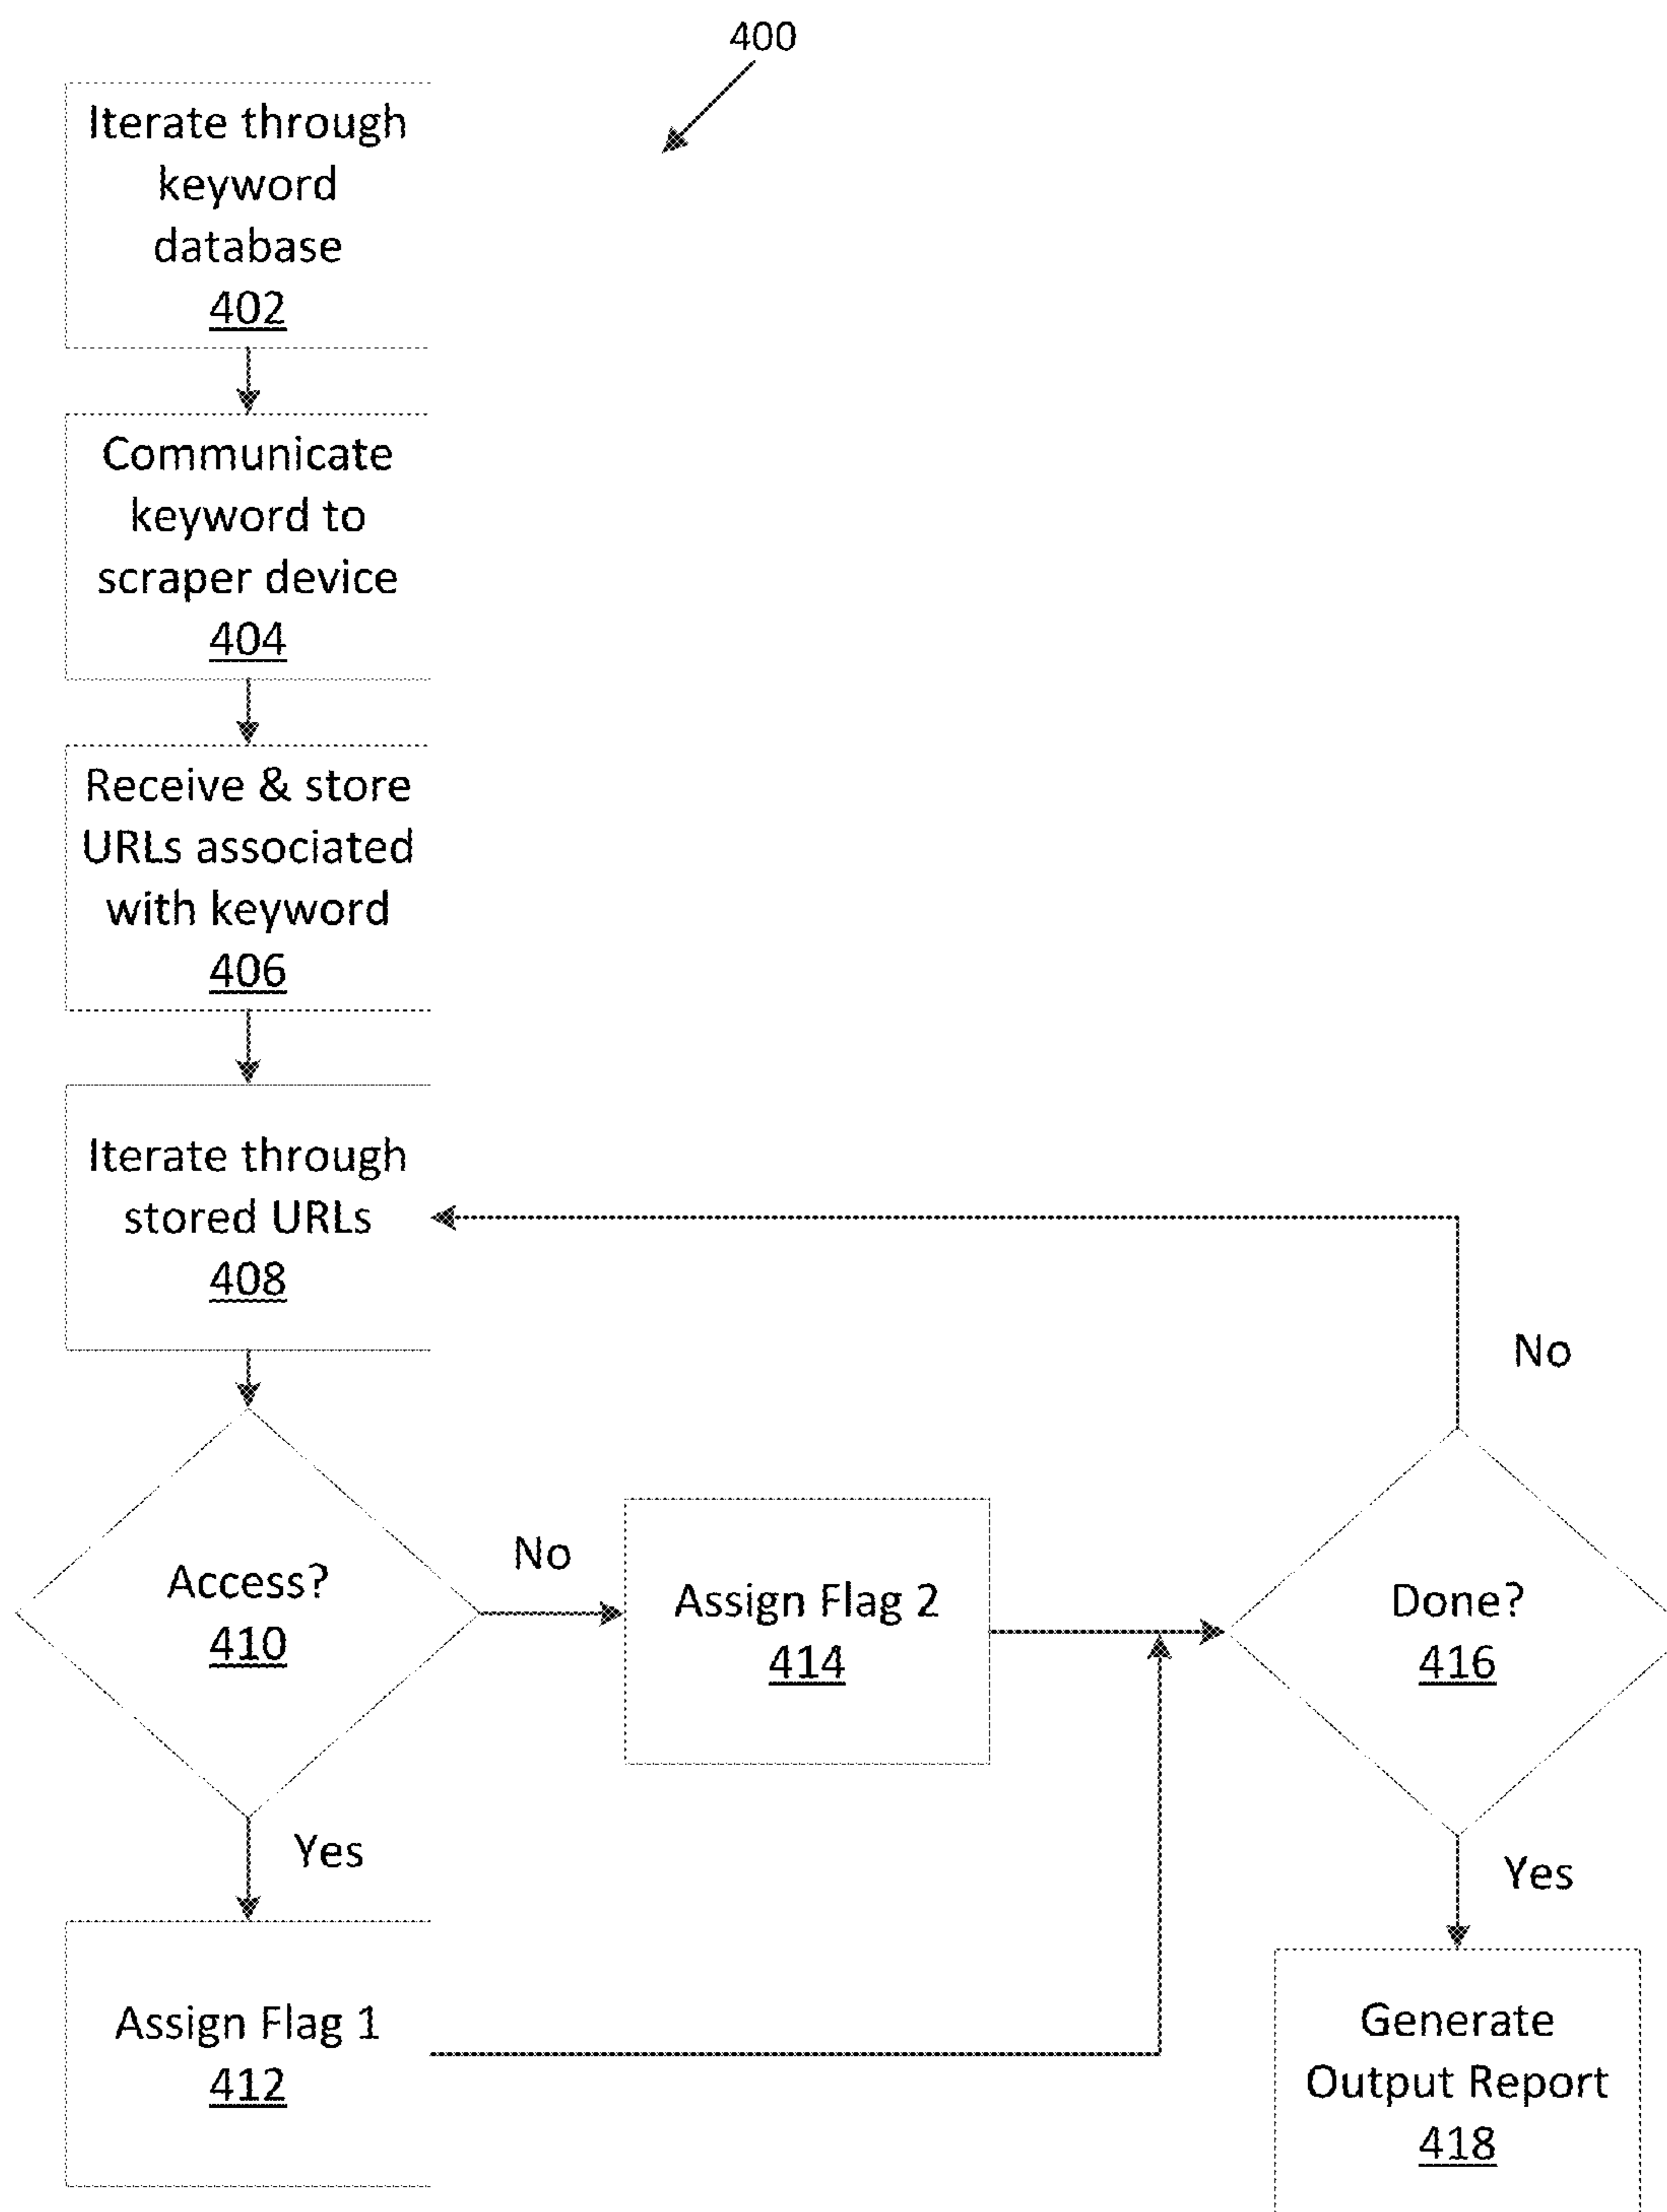 400
Iterate through
keyword
database
402
Communicate
keyword to
scraper device
404
Receive & store
URLs associated
with keyword
406
Iterate through
stored URLs
408
No
Access?
410
No
Assign Flag 2
414
Done?
416
Yes
Yes
Assign Flag 1
412
Generate
Output Report
418